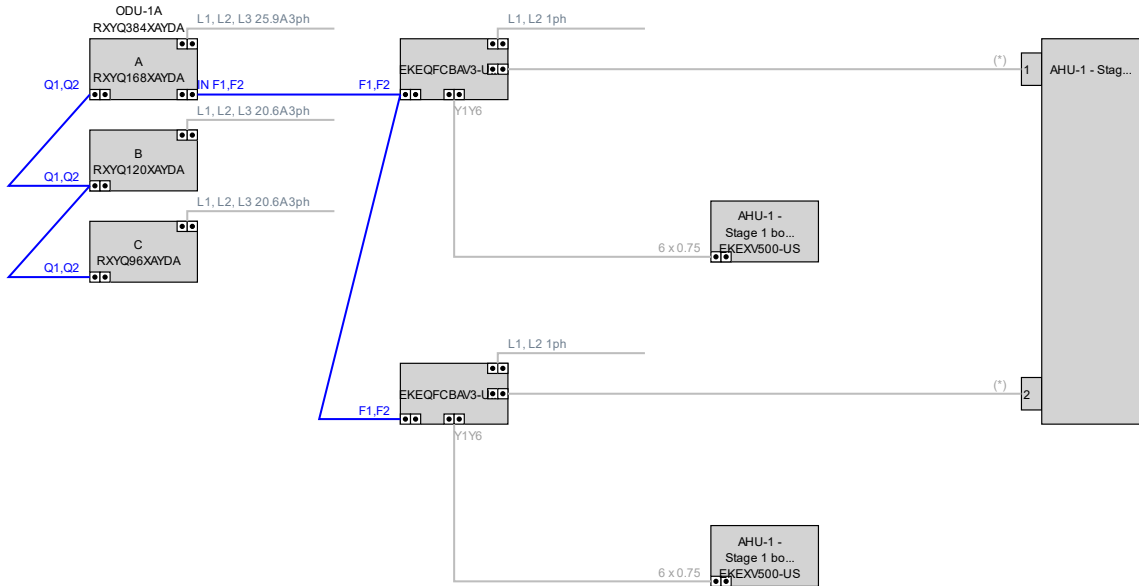 ODU-1A
RXYQ384XAYDA
L1, L2, L3 25.9A3ph
A
RXYQ168XAYDA
Q1,Q2
IN F1,F2
L1, L2, L3 20.6A3ph
B
RXYQ120XAYDA
Q1,Q2
L1, L2, L3 20.6A3ph
C
RXYQ96XAYDA
Q1,Q2
L1, L2 1ph
EKEQFCBAV3-U
F1,F2
Y1Y6
(*)
1
AHU-1 - Stag...
AHU-1 -
Stage 1 bo...
EKEXV500-US
6 x 0.75
L1, L2 1ph
EKEQFCBAV3-U
F1,F2
Y1Y6
(*)
2
AHU-1 -
Stage 1 bo...
EKEXV500-US
6 x 0.75